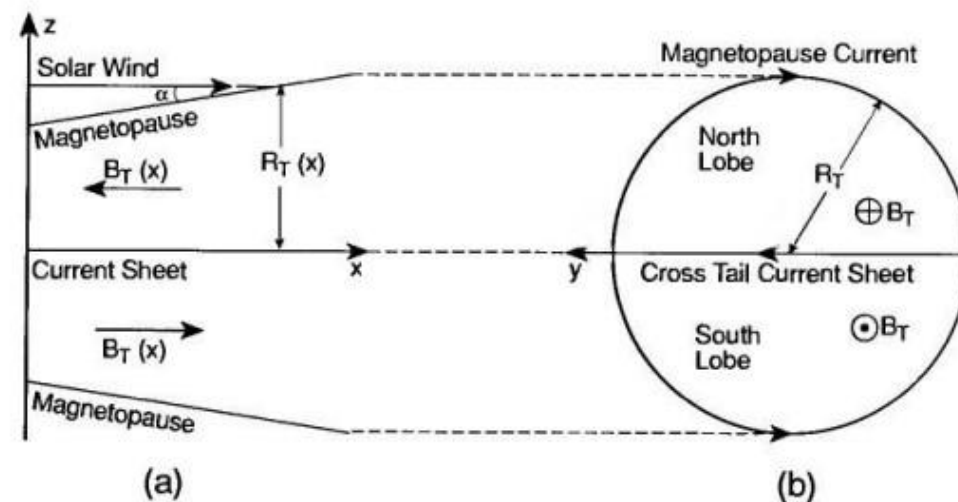 z
Solar Wind
α
Magnetopause
B_T (x)
R_T (x)
Current Sheet
x
B_T (x)
Magnetopause
(a)
Magnetopause Current
North
Lobe
R_T
B_T
y
Cross Tail Current Sheet
South
Lobe
B_T
(b)